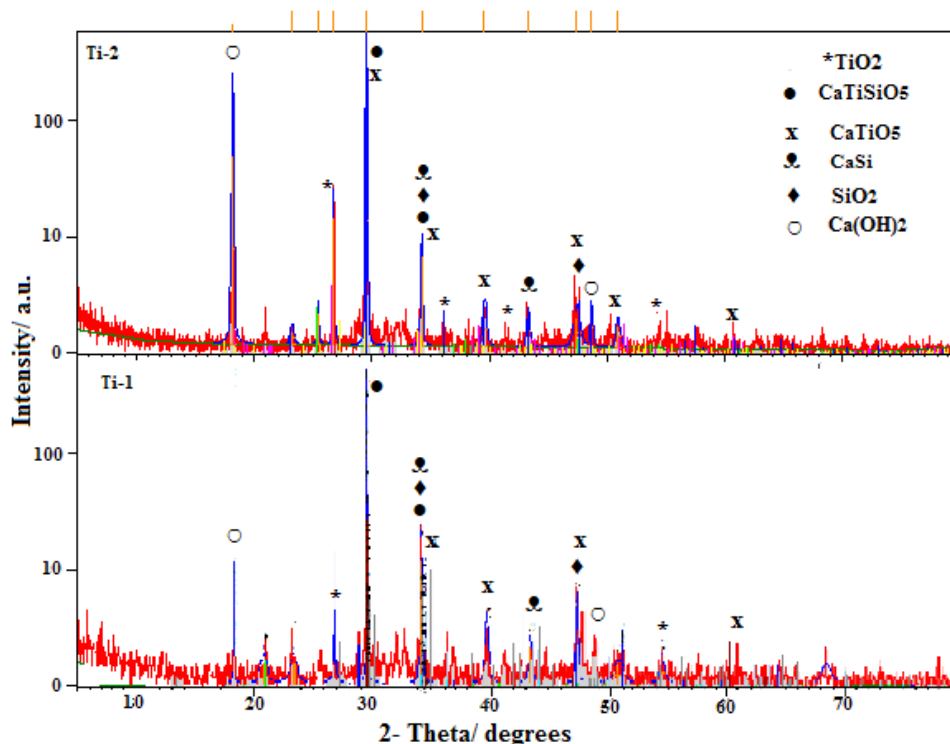 Ti-2
*TiO2
● CaTiSiO5
x CaTiO5
CaSi
♦ SiO2
○ Ca(OH)2
100
10
0
Ti-1
100
10
0
Intensity/ a.u.
10 20 30 40 50 60 70
2- Theta/ degrees